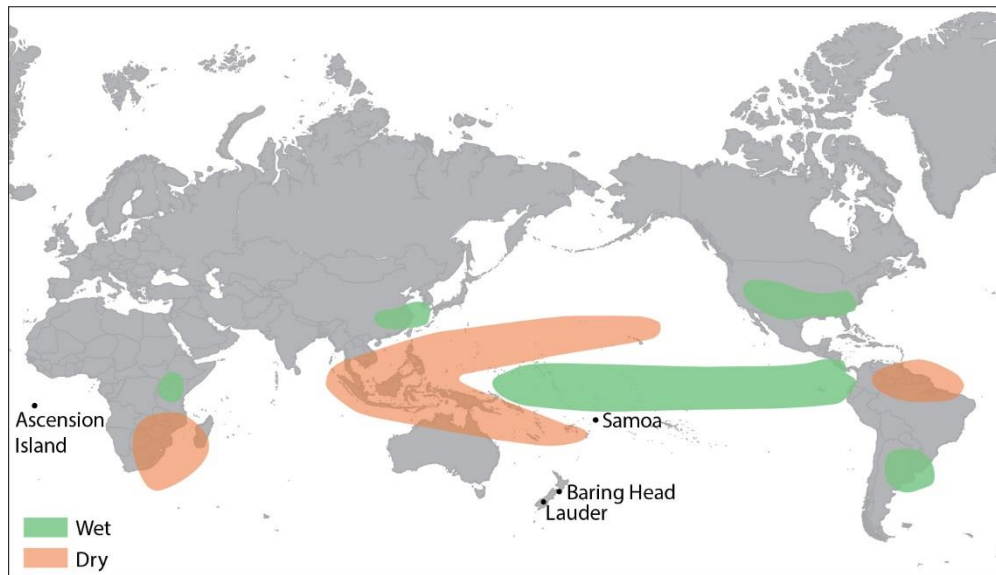 Ascension
Island
Samoa
Baring Head
Lauder
Wet
Dry